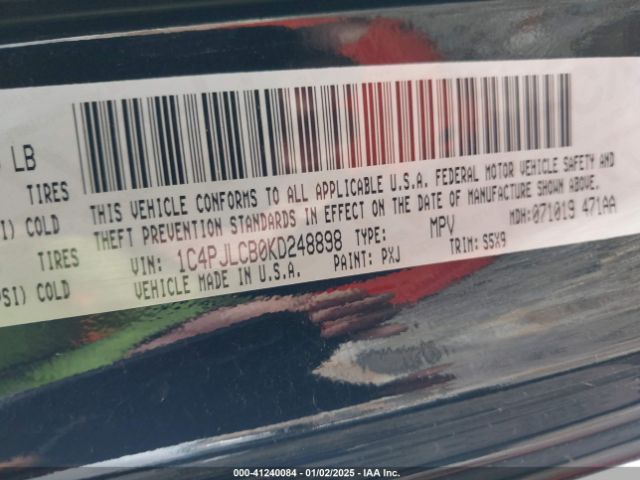 LB
TIRES
COLD
TIRES
PSI) COLD
THIS VEHICLE CONFORMS TO ALL APPLICABLE U.S.A. FEDERAL MOTOR VEHICLE SAFETY AND
THEFT PREVENTION STANDARDS IN EFFECT ON THE DATE OF MANUFACTURE SHOWN ABOVE.
VIN: 1C4PJLCB0KD248898 TYPE: MPV MDH:071019 471AA
VEHICLE MADE IN U.S.A. PAINT: PXJ TRIM: S5X9
000-41240084 - 01/02/2025 - IAA Inc.